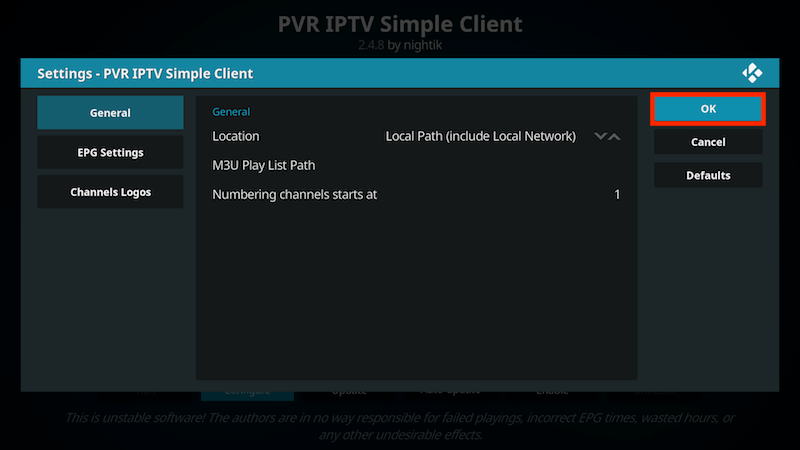 PVR IPTV Simple Client
2.4.8 by nightik
Settings - PVR IPTV Simple Client
General
EPG Settings
Channels Logos
General
Location Local Path (include Local Network)
M3U Play List Path
Numbering channels starts at 1
OK
Cancel
Defaults
Configure Update Auto-update Enable
This is unstable software! The authors are in no way responsible for failed playings, incorrect EPG times, wasted hours, or
any other undesirable effects.